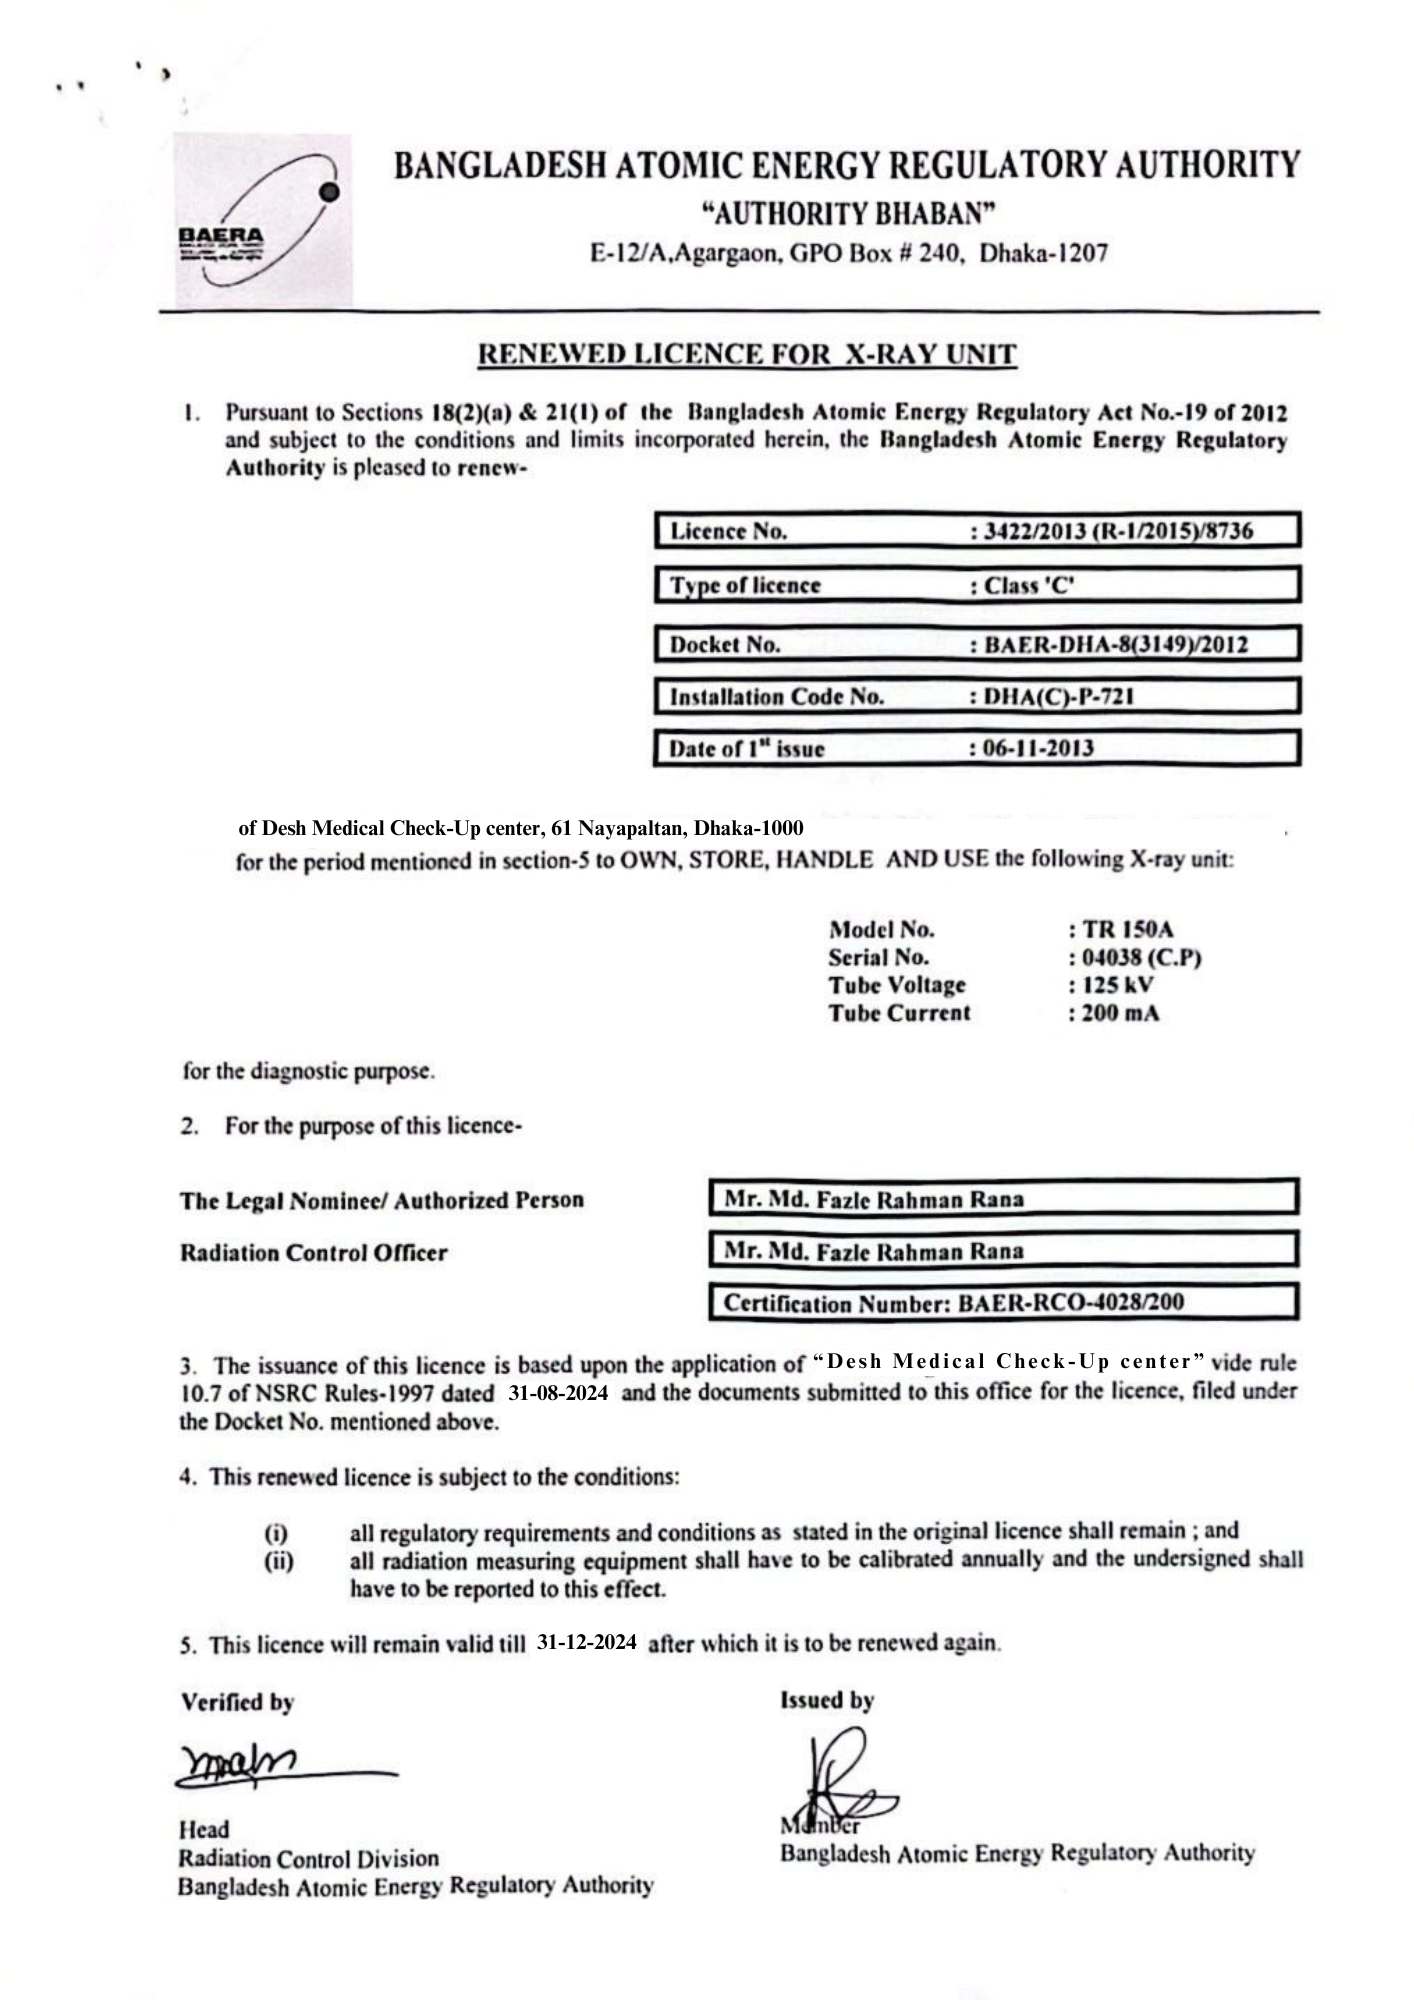 BANGLADESH ATOMIC ENERGY REGULATORY AUTHORITY
“AUTHORITY BHABAN”
E-12/A,Agargaon, GPO Box # 240, Dhaka-1207
BAERA
RENEWED LICENCE FOR X-RAY UNIT
1. Pursuant to Sections 18(2)(a) & 21(1) of the Bangladesh Atomic Energy Regulatory Act No.-19 of 2012
and subject to the conditions and limits incorporated herein, the Bangladesh Atomic Energy Regulatory
Authority is pleased to renew-
Licence No. : 3422/2013 (R-1/2015)/8736
Type of licence : Class 'C'
Docket No. : BAER-DHA-8(3149)/2012
Installation Code No. : DHA(C)-P-721
Date of 1st issue : 06-11-2013
of Desh Medical Check-Up center, 61 Nayapaltan, Dhaka-1000
for the period mentioned in section-5 to OWN, STORE, HANDLE AND USE the following X-ray unit:
Model No. : TR 150A
Serial No. : 04038 (C.P)
Tube Voltage : 125 kV
Tube Current : 200 mA
for the diagnostic purpose.
2. For the purpose of this licence-
The Legal Nominee/ Authorized Person Mr. Md. Fazle Rahman Rana
Radiation Control Officer Mr. Md. Fazle Rahman Rana
Certification Number: BAER-RCO-4028/200
3. The issuance of this licence is based upon the application of “Desh Medical Check-Up center” vide rule
10.7 of NSRC Rules-1997 dated 31-08-2024 and the documents submitted to this office for the licence, filed under
the Docket No. mentioned above.
4. This renewed licence is subject to the conditions:
(i) all regulatory requirements and conditions as stated in the original licence shall remain ; and
(ii) all radiation measuring equipment shall have to be calibrated annually and the undersigned shall
have to be reported to this effect.
5. This licence will remain valid till 31-12-2024 after which it is to be renewed again.
Verified by Issued by
Head Member
Radiation Control Division Bangladesh Atomic Energy Regulatory Authority
Bangladesh Atomic Energy Regulatory Authority